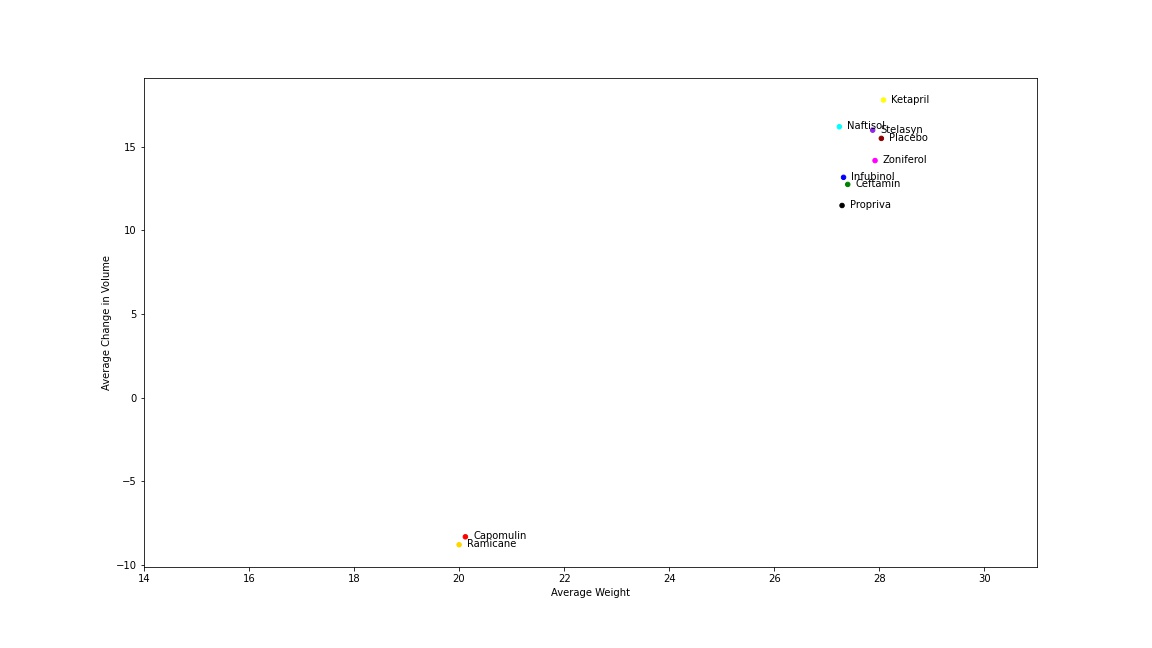 Ketapril
Naftisol
Stelasyn
Placebo
Zoniferol
Infubinol
Ceftamin
Propriva
Capomulin
Ramicane
15
10
5
0
−5
−10
Average Change in Volume
14 16 18 20 22 24 26 28 30
Average Weight